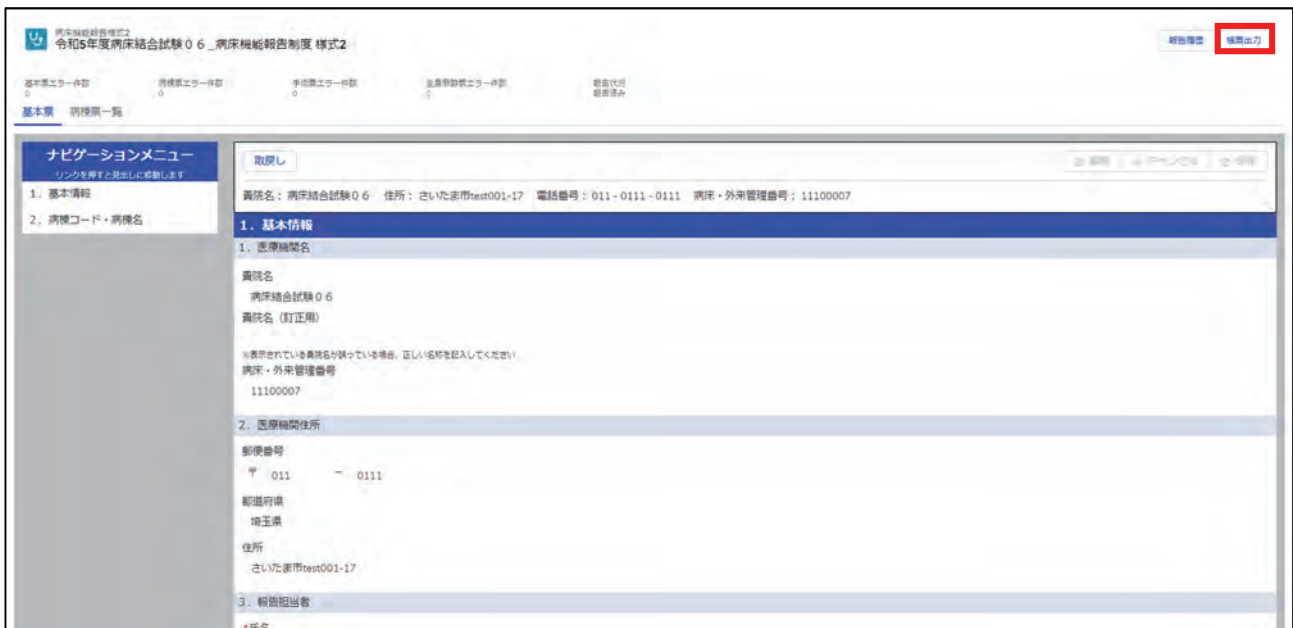 病床機能報告様式2
令和5年度病床結合試験０６_病床機能報告制度 様式2
報告履歴 帳票出力
基本票エラー件数 病棟票エラー件数 手術票エラー件数 報告状況
0 0 0 報告済み
基本票 病棟票一覧
ナビゲーションメニュー
リンクを押すと見出しに移動します
1．基本情報
2．病棟コード・病棟名
取戻し 編集 キャンセル 保存
貴院名： 病床結合試験０６ 住所： さいたま市test001-17 電話番号： 011 - 0111 - 0111 病床・外来管理番号： 11100007
1．基本情報
1．医療機関名
貴院名
病床結合試験０６
貴院名（訂正用）
※表示されている貴院名が誤っている場合、正しい名称を記入してください
病床・外来管理番号
11100007
2．医療機関住所
郵便番号
〒 011 － 0111
都道府県
埼玉県
住所
さいたま市test001-17
3．報告担当者
*氏名